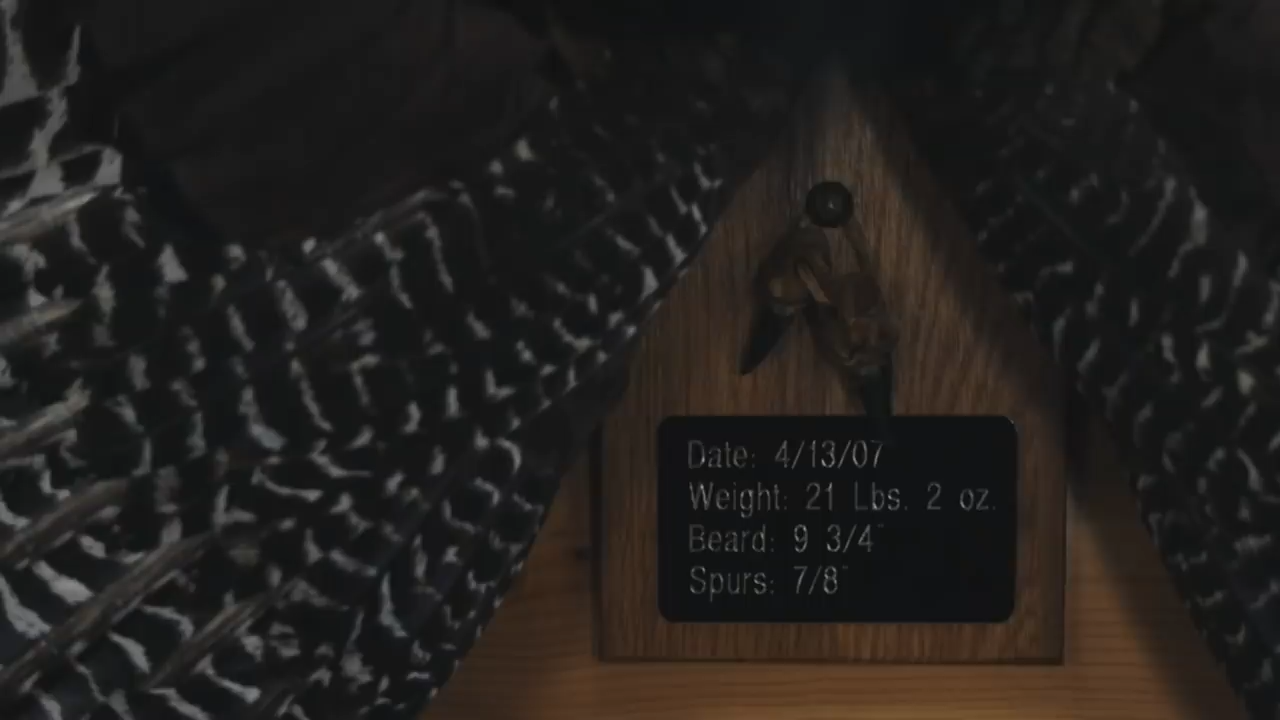 Date: 4/13/07
Weight: 21 Lbs. 2 oz.
Beard: 9 3/4"
Spurs: 7/8"